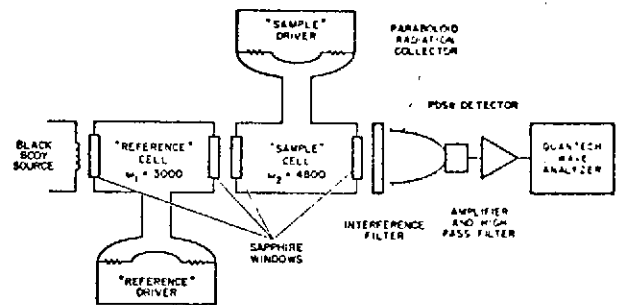 "SAMPLE"
DRIVER
PARABOLOID
RADIATION
COLLECTOR
PDSe DETECTOR
BLACK
BODY
SOURCE
"REFERENCE"
CELL
ω₁ = 3000
"SAMPLE"
CELL
ω₂ = 4800
QUANTECH
WAVE
ANALYZER
INTERFERENCE
FILTER
AMPLIFIER
AND HIGH
PASS FILTER
SAPPHIRE
WINDOWS
"REFERENCE"
DRIVER